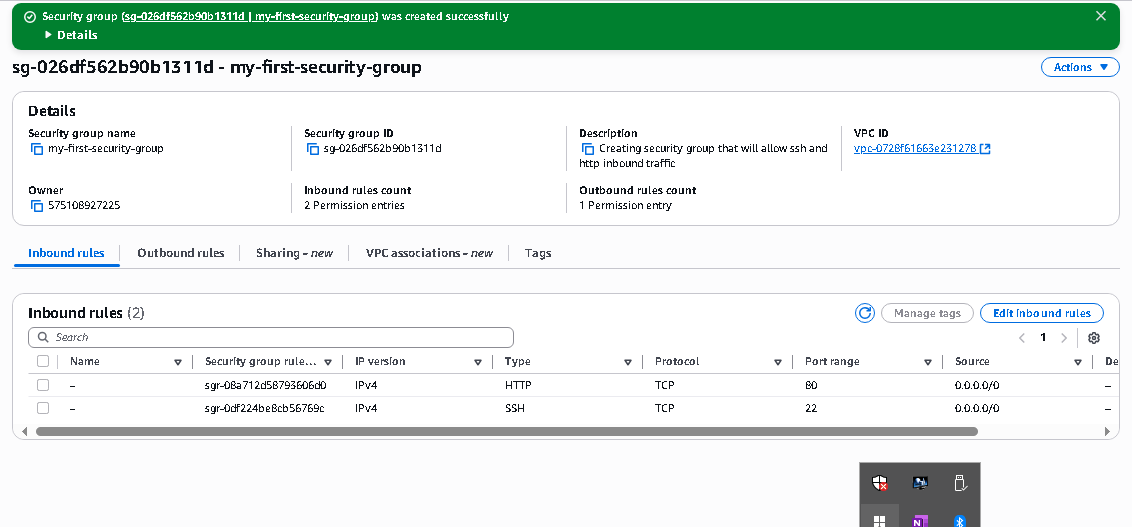 Security group (sg-026df562b90b1311d | my-first-security-group) was created successfully
Details
sg-026df562b90b1311d - my-first-security-group
Actions
Details
Security group name
my-first-security-group
Security group ID
sg-026df562b90b1311d
Description
Creating security group that will allow ssh and
http inbound traffic
VPC ID
vpc-0728f61663e231278
Owner
575108927225
Inbound rules count
2 Permission entries
Outbound rules count
1 Permission entry
Inbound rules Outbound rules Sharing - new VPC associations - new Tags
Inbound rules (2)
Manage tags Edit inbound rules
Search
1
Name Security group rule... IP version Type Protocol Port range Source De
– sgr-08a712d58793606d0 IPv4 HTTP TCP 80 0.0.0.0/0 –
– sgr-0df224be8cb56769c IPv4 SSH TCP 22 0.0.0.0/0 –
N